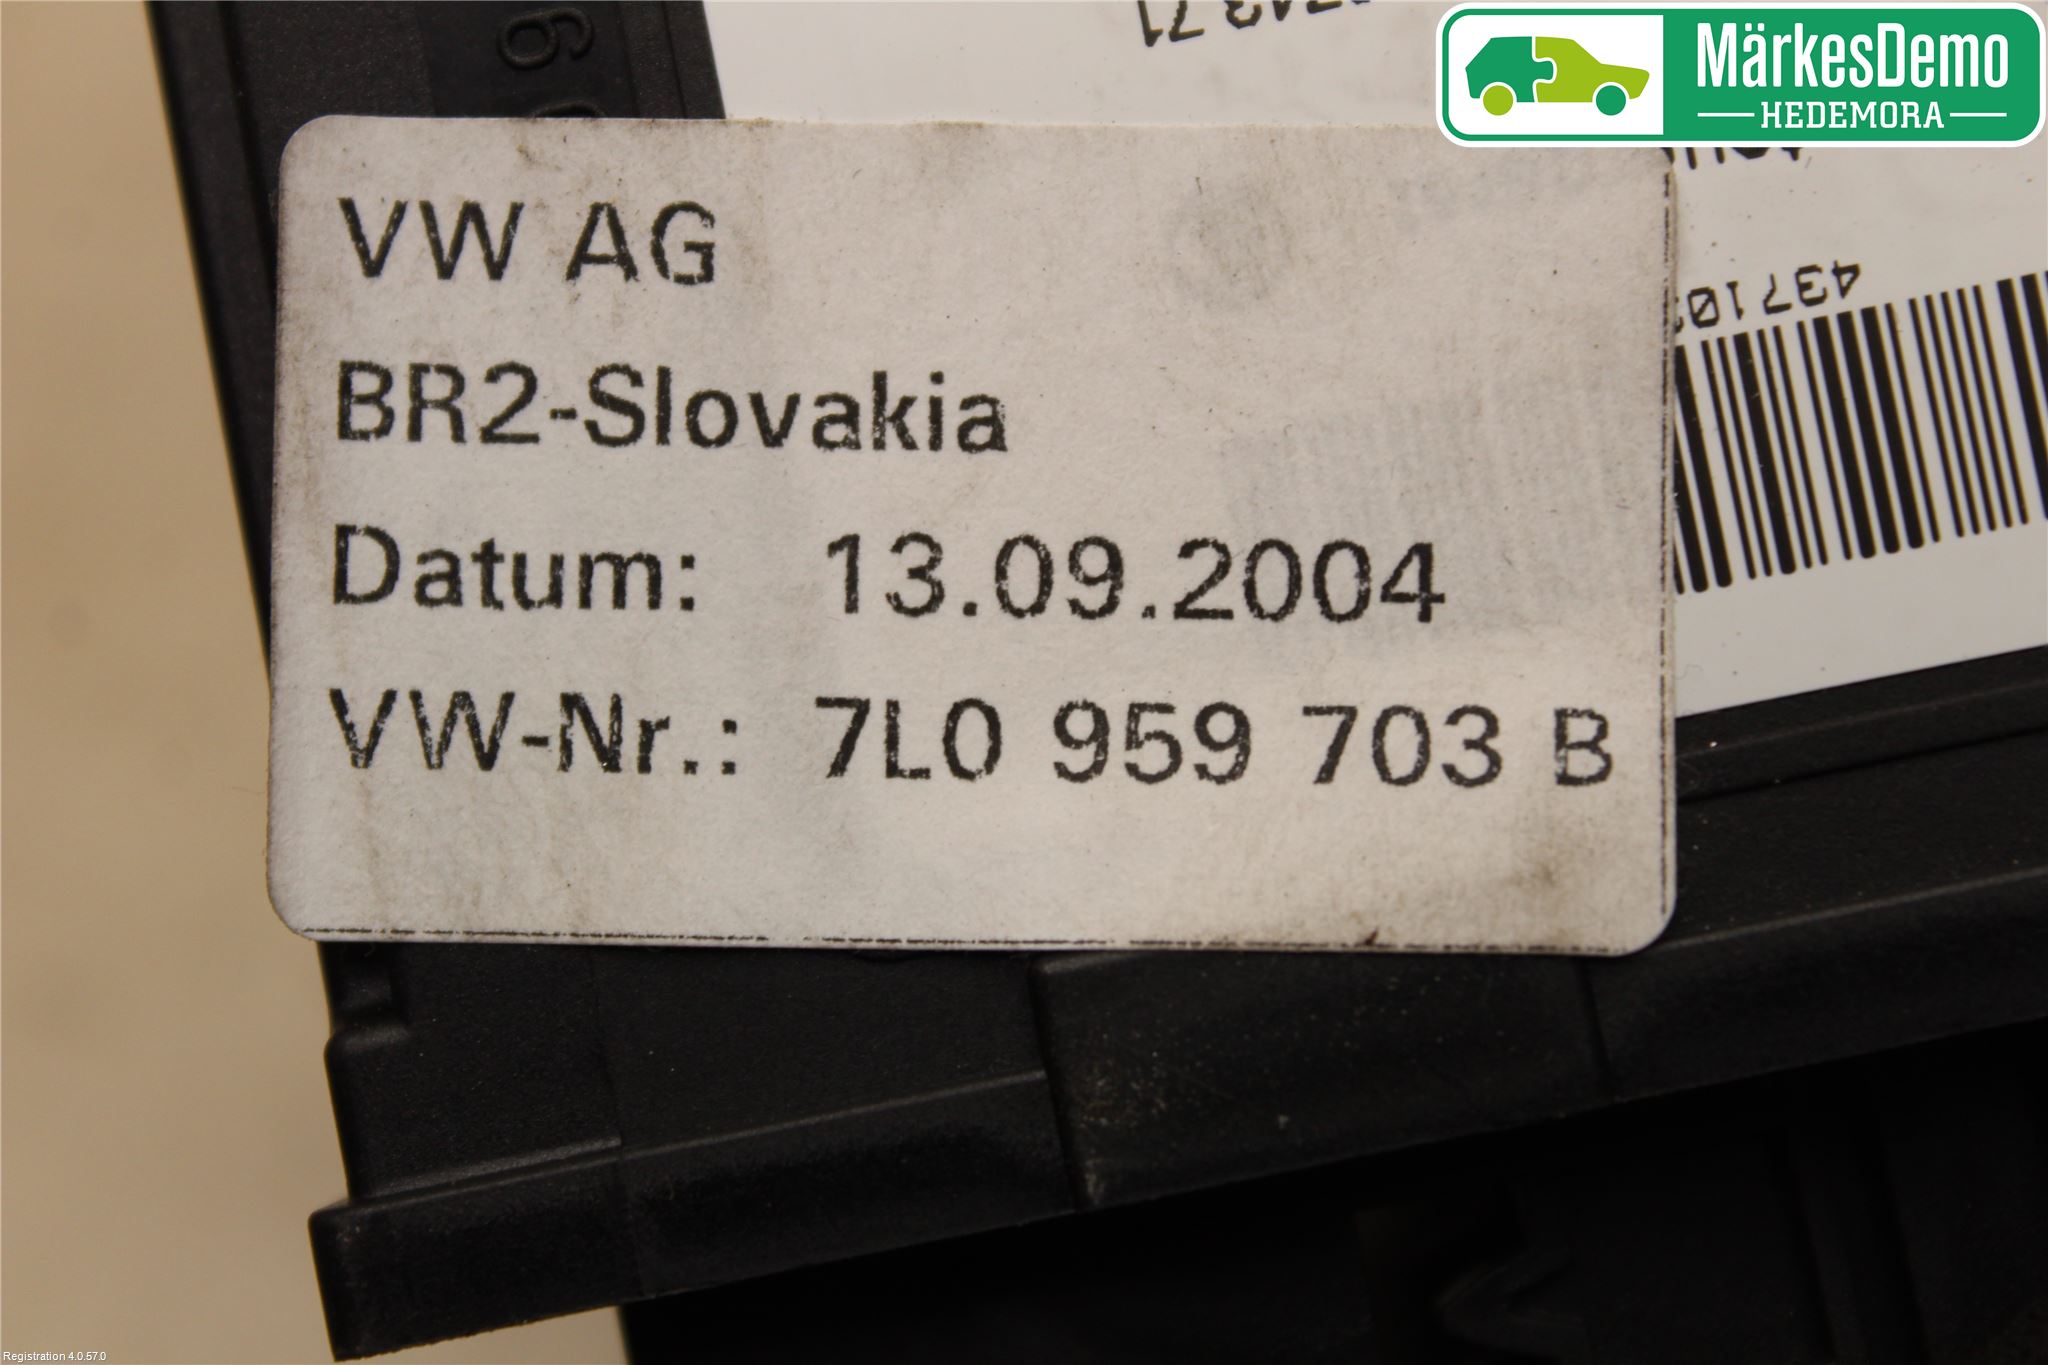 MärkesDemo
HEDEMORA
VW AG
BR2-Slovakia
Datum: 13.09.2004
VW-Nr.: 7L0 959 703 B
Registration 4.0.57.0